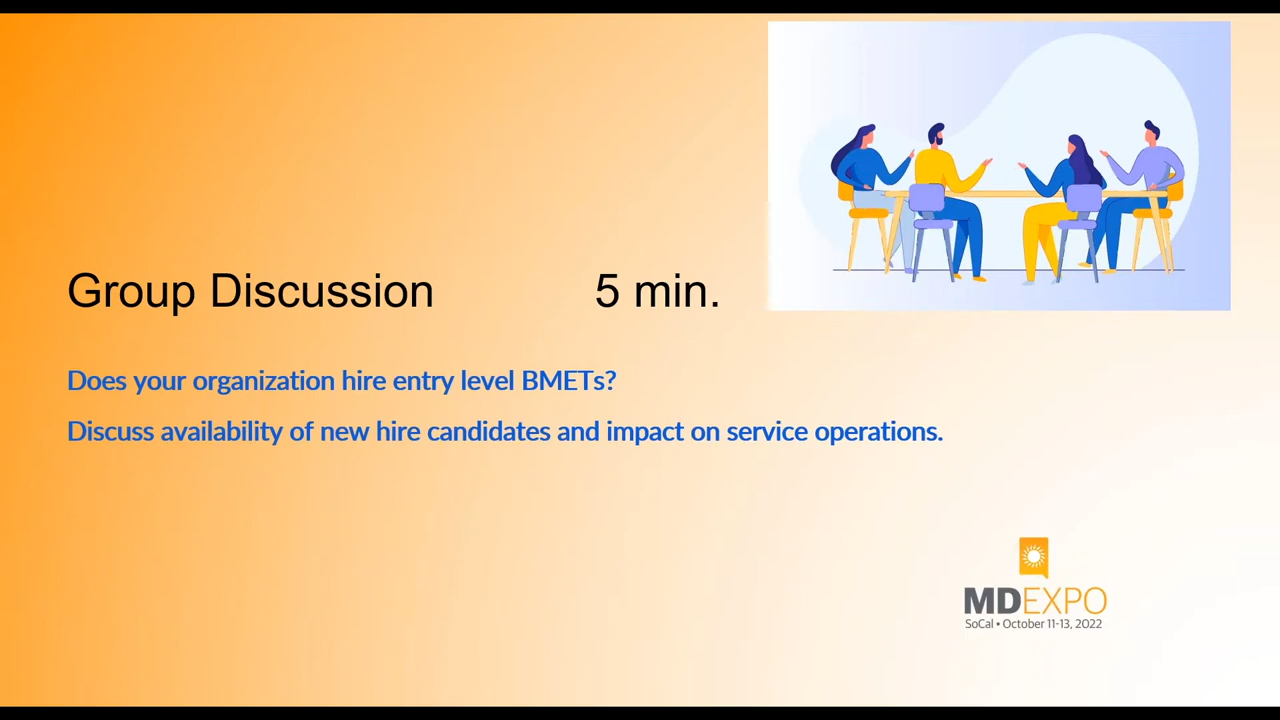 Group Discussion 5 min.
Does your organization hire entry level BMETs?
Discuss availability of new hire candidates and impact on service operations.
MDEXPO
SoCal • October 11-13, 2022